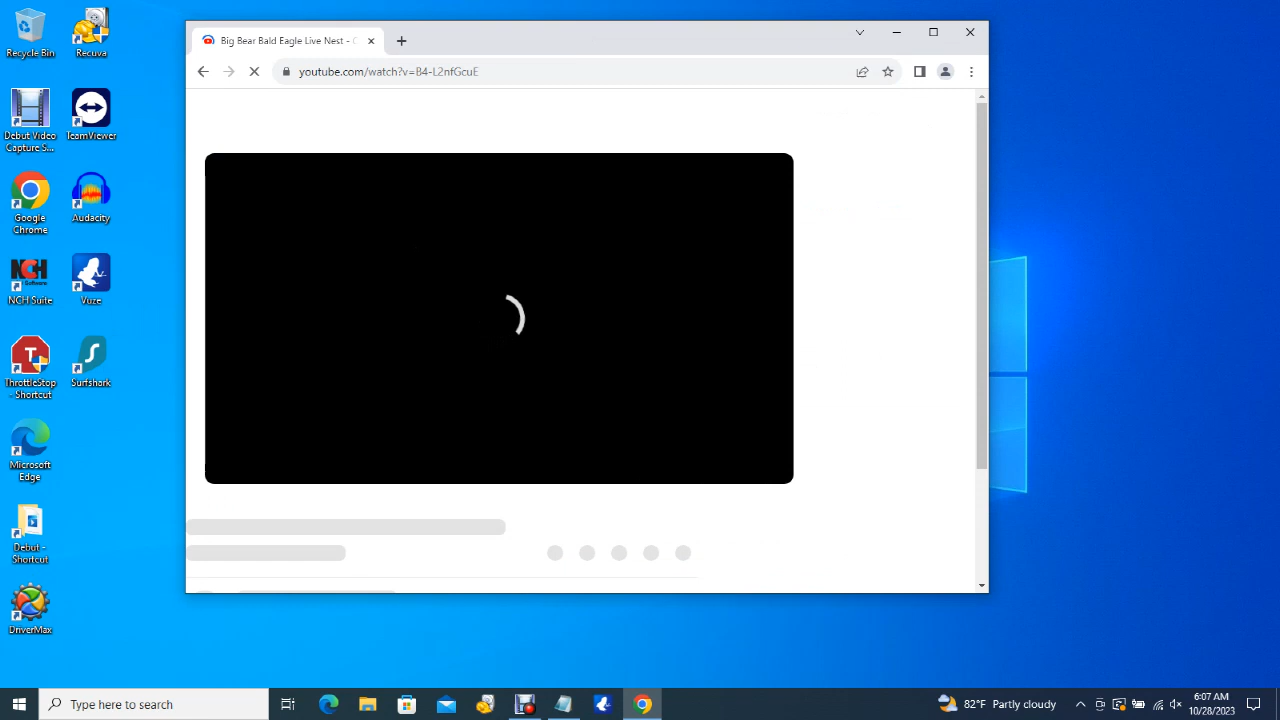 Recycle Bin
Recuva
Debut Video
Capture S...
TeamViewer
Google
Chrome
Audacity
NCH
Software
NCH Suite
Vuze
T
ThrottleStop
- Shortcut
Surfshark
Microsoft
Edge
Debut -
Shortcut
DriverMax
Big Bear Bald Eagle Live Nest -
youtube.com/watch?v=B4-L2nfGcuE
Type here to search
82°F Partly cloudy
6:07 AM
10/28/2023